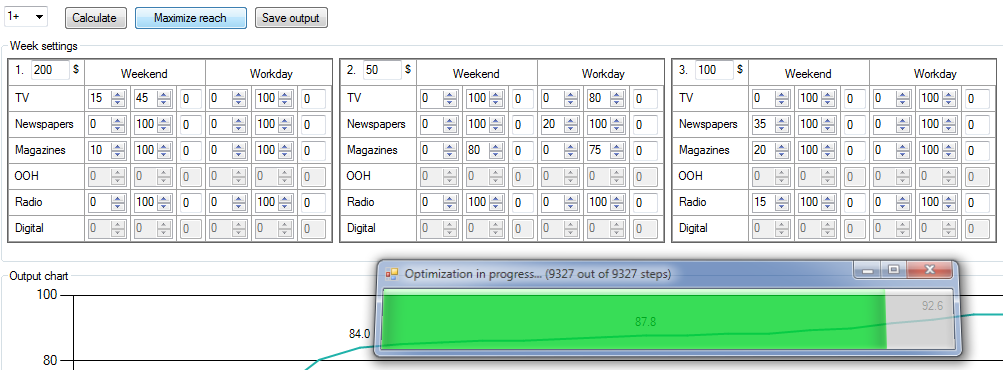 1+ Calculate Maximize reach Save output
Week settings
1. 200 $ Weekend Workday
TV 15 45 0 0 100 0
Newspapers 0 100 0 0 100 0
Magazines 10 100 0 0 100 0
OOH 0 0 0 0 0 0
Radio 0 100 0 0 100 0
Digital 0 0 0 0 0 0
2. 50 $ Weekend Workday
TV 0 100 0 0 80 0
Newspapers 0 100 0 20 100 0
Magazines 0 80 0 0 75 0
OOH 0 0 0 0 0 0
Radio 0 100 0 0 100 0
Digital 0 0 0 0 0 0
3. 100 $ Weekend Workday
TV 0 100 0 0 100 0
Newspapers 35 100 0 0 100 0
Magazines 20 100 0 0 100 0
OOH 0 0 0 0 0 0
Radio 15 100 0 0 100 0
Digital 0 0 0 0 0 0
Output chart
Optimization in progress... (9327 out of 9327 steps)
100
92.6
87.8
84.0
80